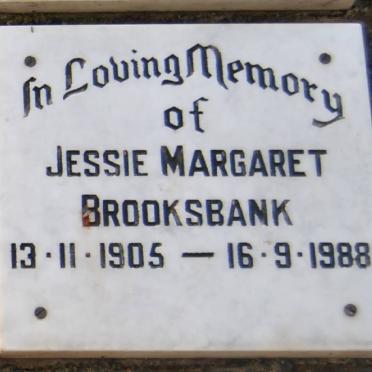 In Loving Memory
of
JESSIE MARGARET
BROOKSBANK
13·11·1905 — 16·9·1988